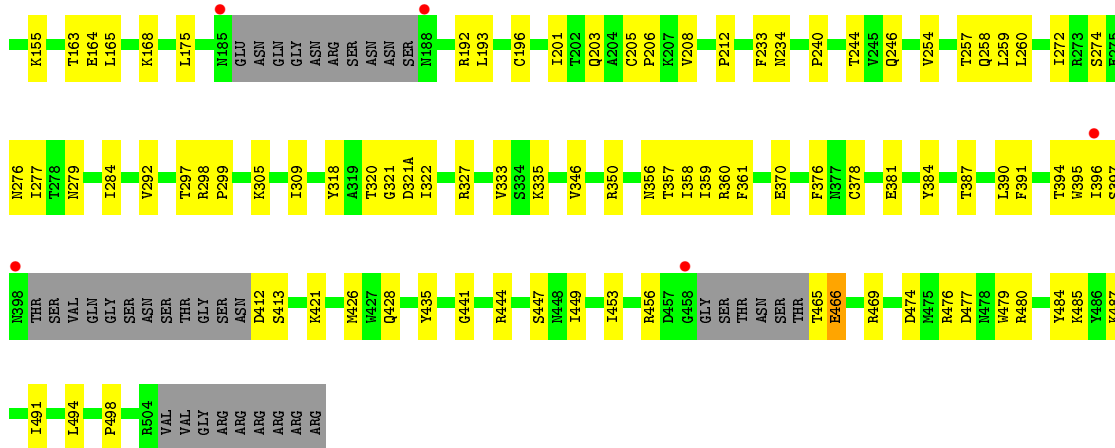 K155 T163 E164 L165 K168 L175 N185 GLU ASN GLN GLY ASN ARG SER ASN ASN SER N188 R192 L193 C196 I201 T202 Q203 A204 C205 P206 K207 V208 P212 F233 N234 P240 T244 V245 Q246 V254 T257 Q258 L259 L260 I272 R273 S274 E275
N276 I277 T278 N279 I284 V292 T297 R298 P299 K305 I309 Y318 A319 T320 G321 D321A I322 R327 V333 S334 K335 V346 R350 N356 T357 I358 I359 R360 F361 E370 F376 N377 C378 E381 Y384 T387 L390 F391 T394 W395 I396 S397
N398 THR SER VAL GLN GLY SER ASN SER THR GLY SER ASN D412 S413 K421 M426 W427 Q428 Y435 G441 R444 S447 N448 I449 I453 R456 D457 G458 GLY SER THR ASN SER THR T465 E466 R469 D474 M475 R476 D477 N478 W479 R480 Y484 K485 Y486 K487
I491 L494 P498 R504 VAL VAL GLY ARG ARG ARG ARG ARG ARG